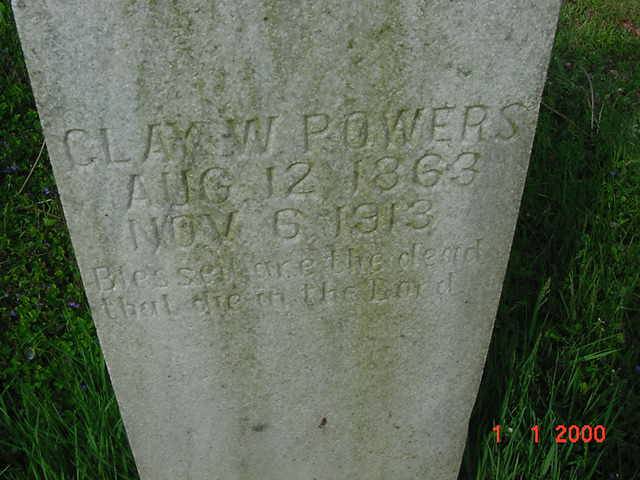 CLAY W POWERS
AUG 12 1863
NOV 6 1913
Blessed are the dead
that die in the Lord
1 1 2000